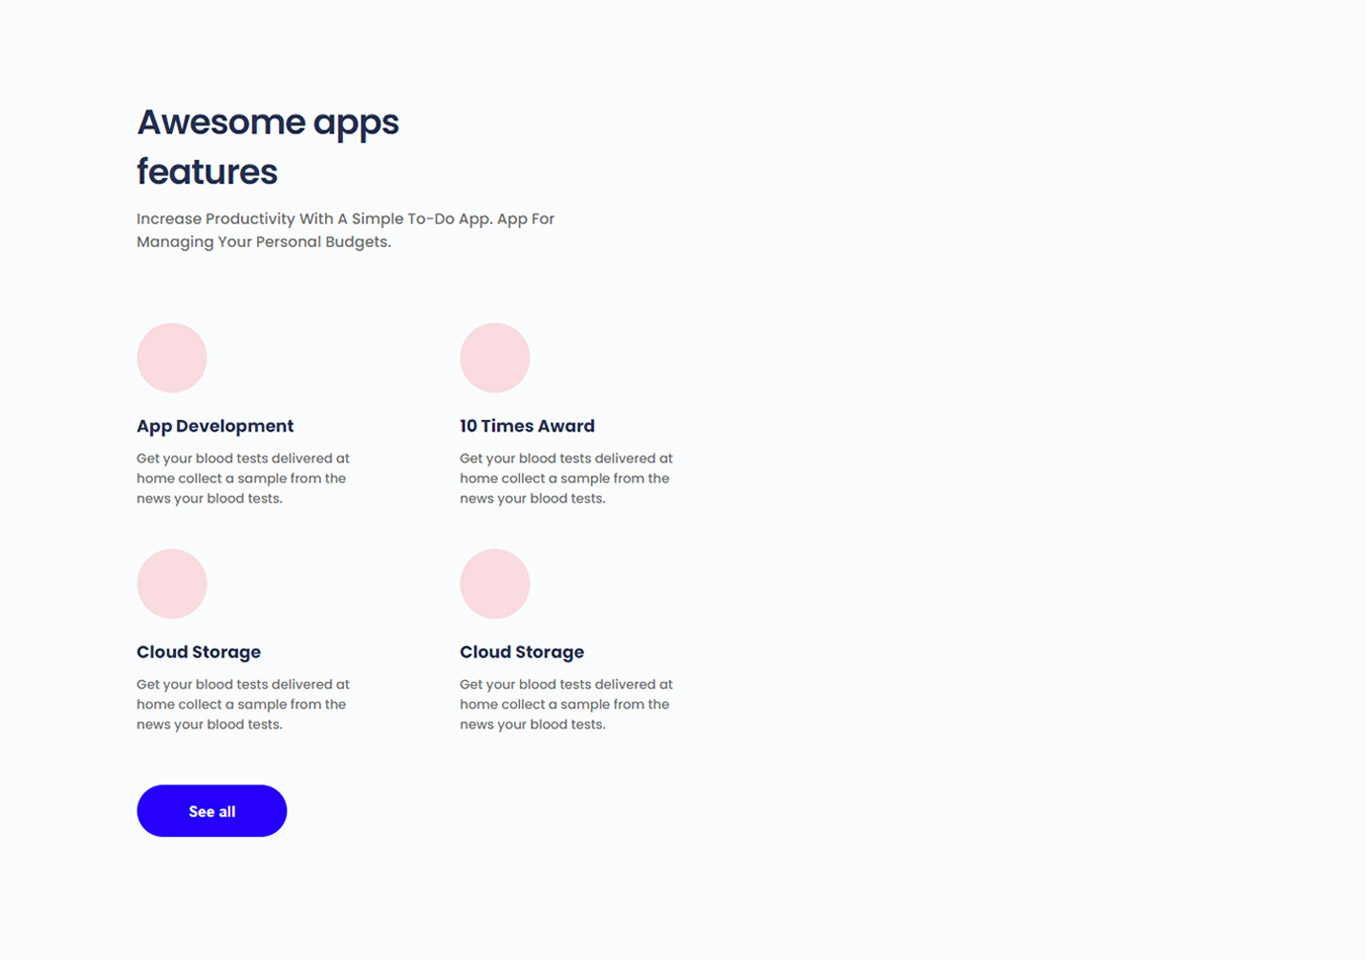 Awesome apps
features
Increase Productivity With A Simple To-Do App. App For
Managing Your Personal Budgets.
App Development
Get your blood tests delivered at
home collect a sample from the
news your blood tests.
10 Times Award
Get your blood tests delivered at
home collect a sample from the
news your blood tests.
Cloud Storage
Get your blood tests delivered at
home collect a sample from the
news your blood tests.
Cloud Storage
Get your blood tests delivered at
home collect a sample from the
news your blood tests.
See all